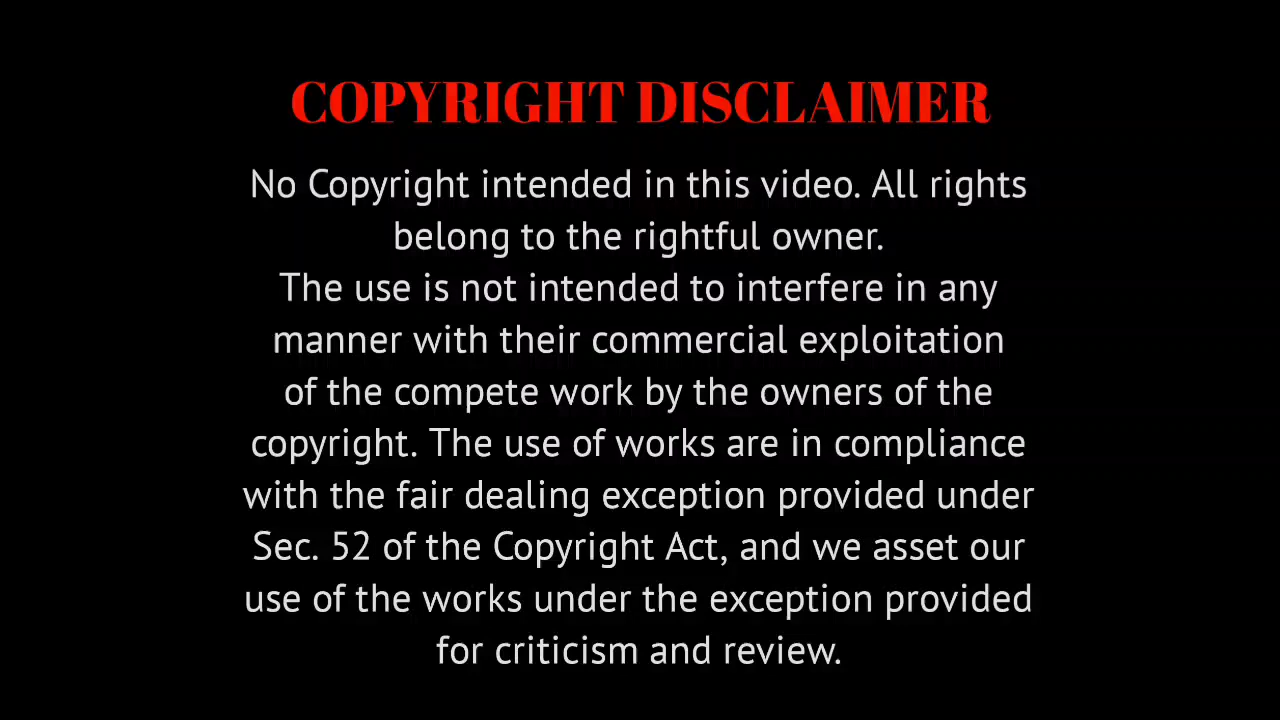 COPYRIGHT DISCLAIMER
No Copyright intended in this video. All rights
belong to the rightful owner.
The use is not intended to interfere in any
manner with their commercial exploitation
of the compete work by the owners of the
copyright. The use of works are in compliance
with the fair dealing exception provided under
Sec. 52 of the Copyright Act, and we asset our
use of the works under the exception provided
for criticism and review.